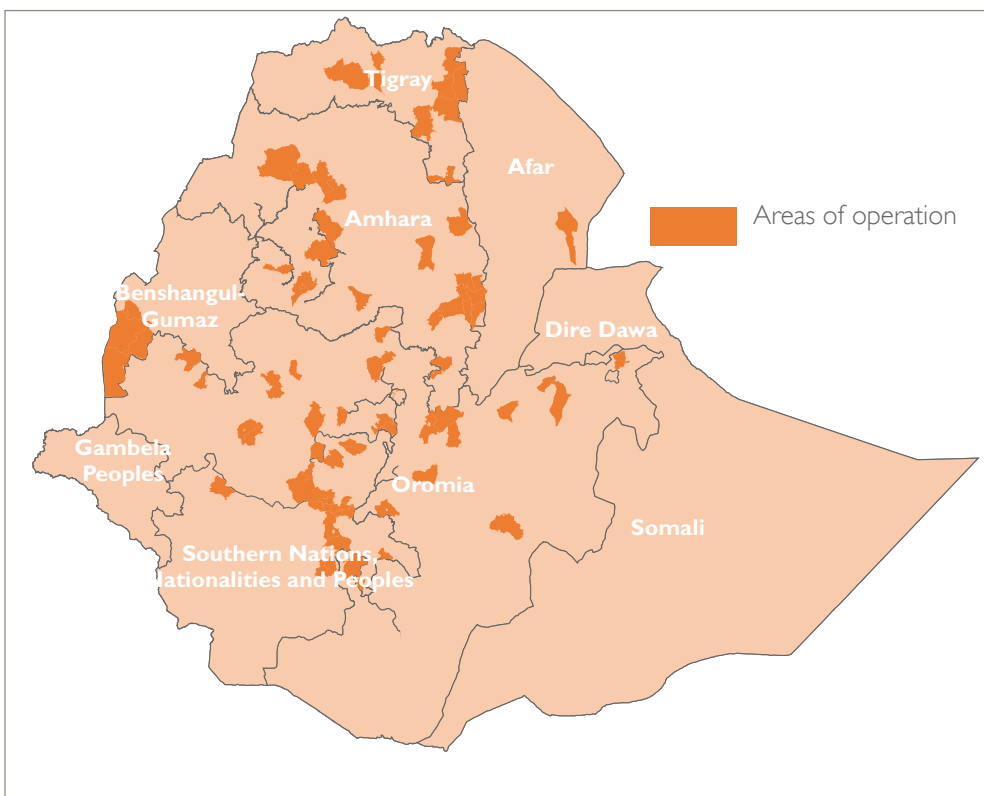 Tigray
Afar
Amhara
Areas of operation
Benshangul-
Gumaz
Dire Dawa
Gambela
Peoples
Oromia
Somali
Southern Nations,
Nationalities and Peoples